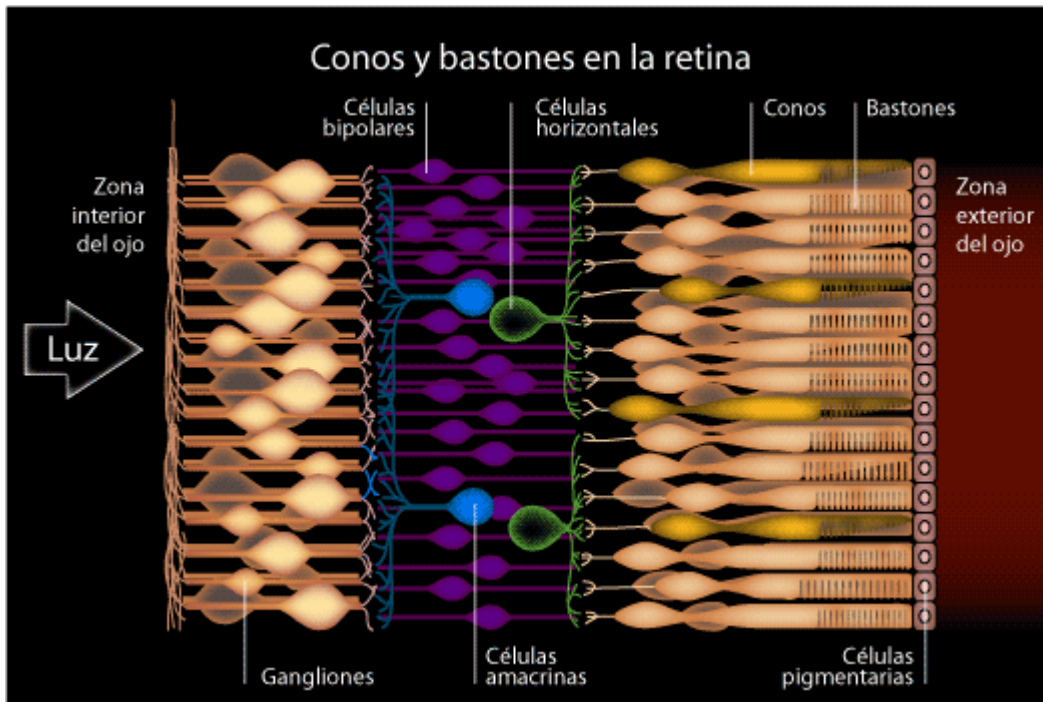 Conos y bastones en la retina
Células
bipolares
Células
horizontales
Conos
Bastones
Zona
interior
del ojo
Zona
exterior
del ojo
Luz
Gangliones
Células
amacrinas
Células
pigmentarias